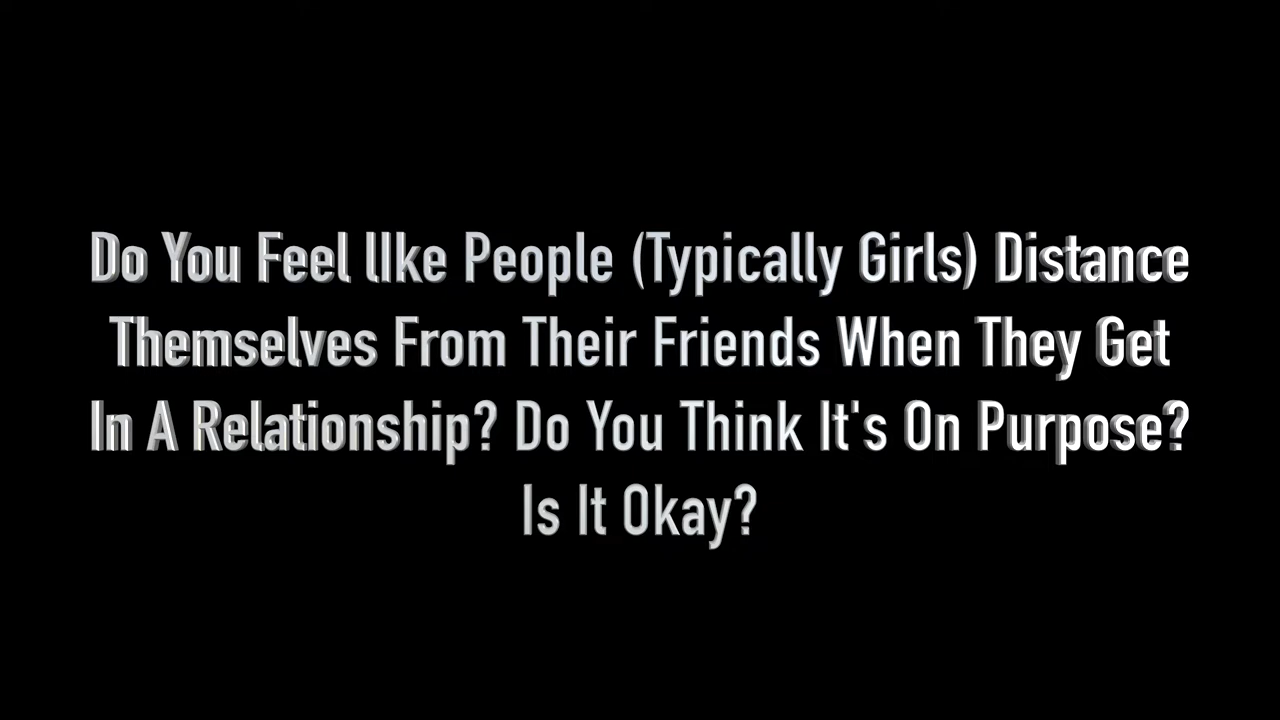 Do You Feel lIke People (Typically Girls) Distance
Themselves From Their Friends When They Get
In A Relationship? Do You Think It's On Purpose?
Is It Okay?